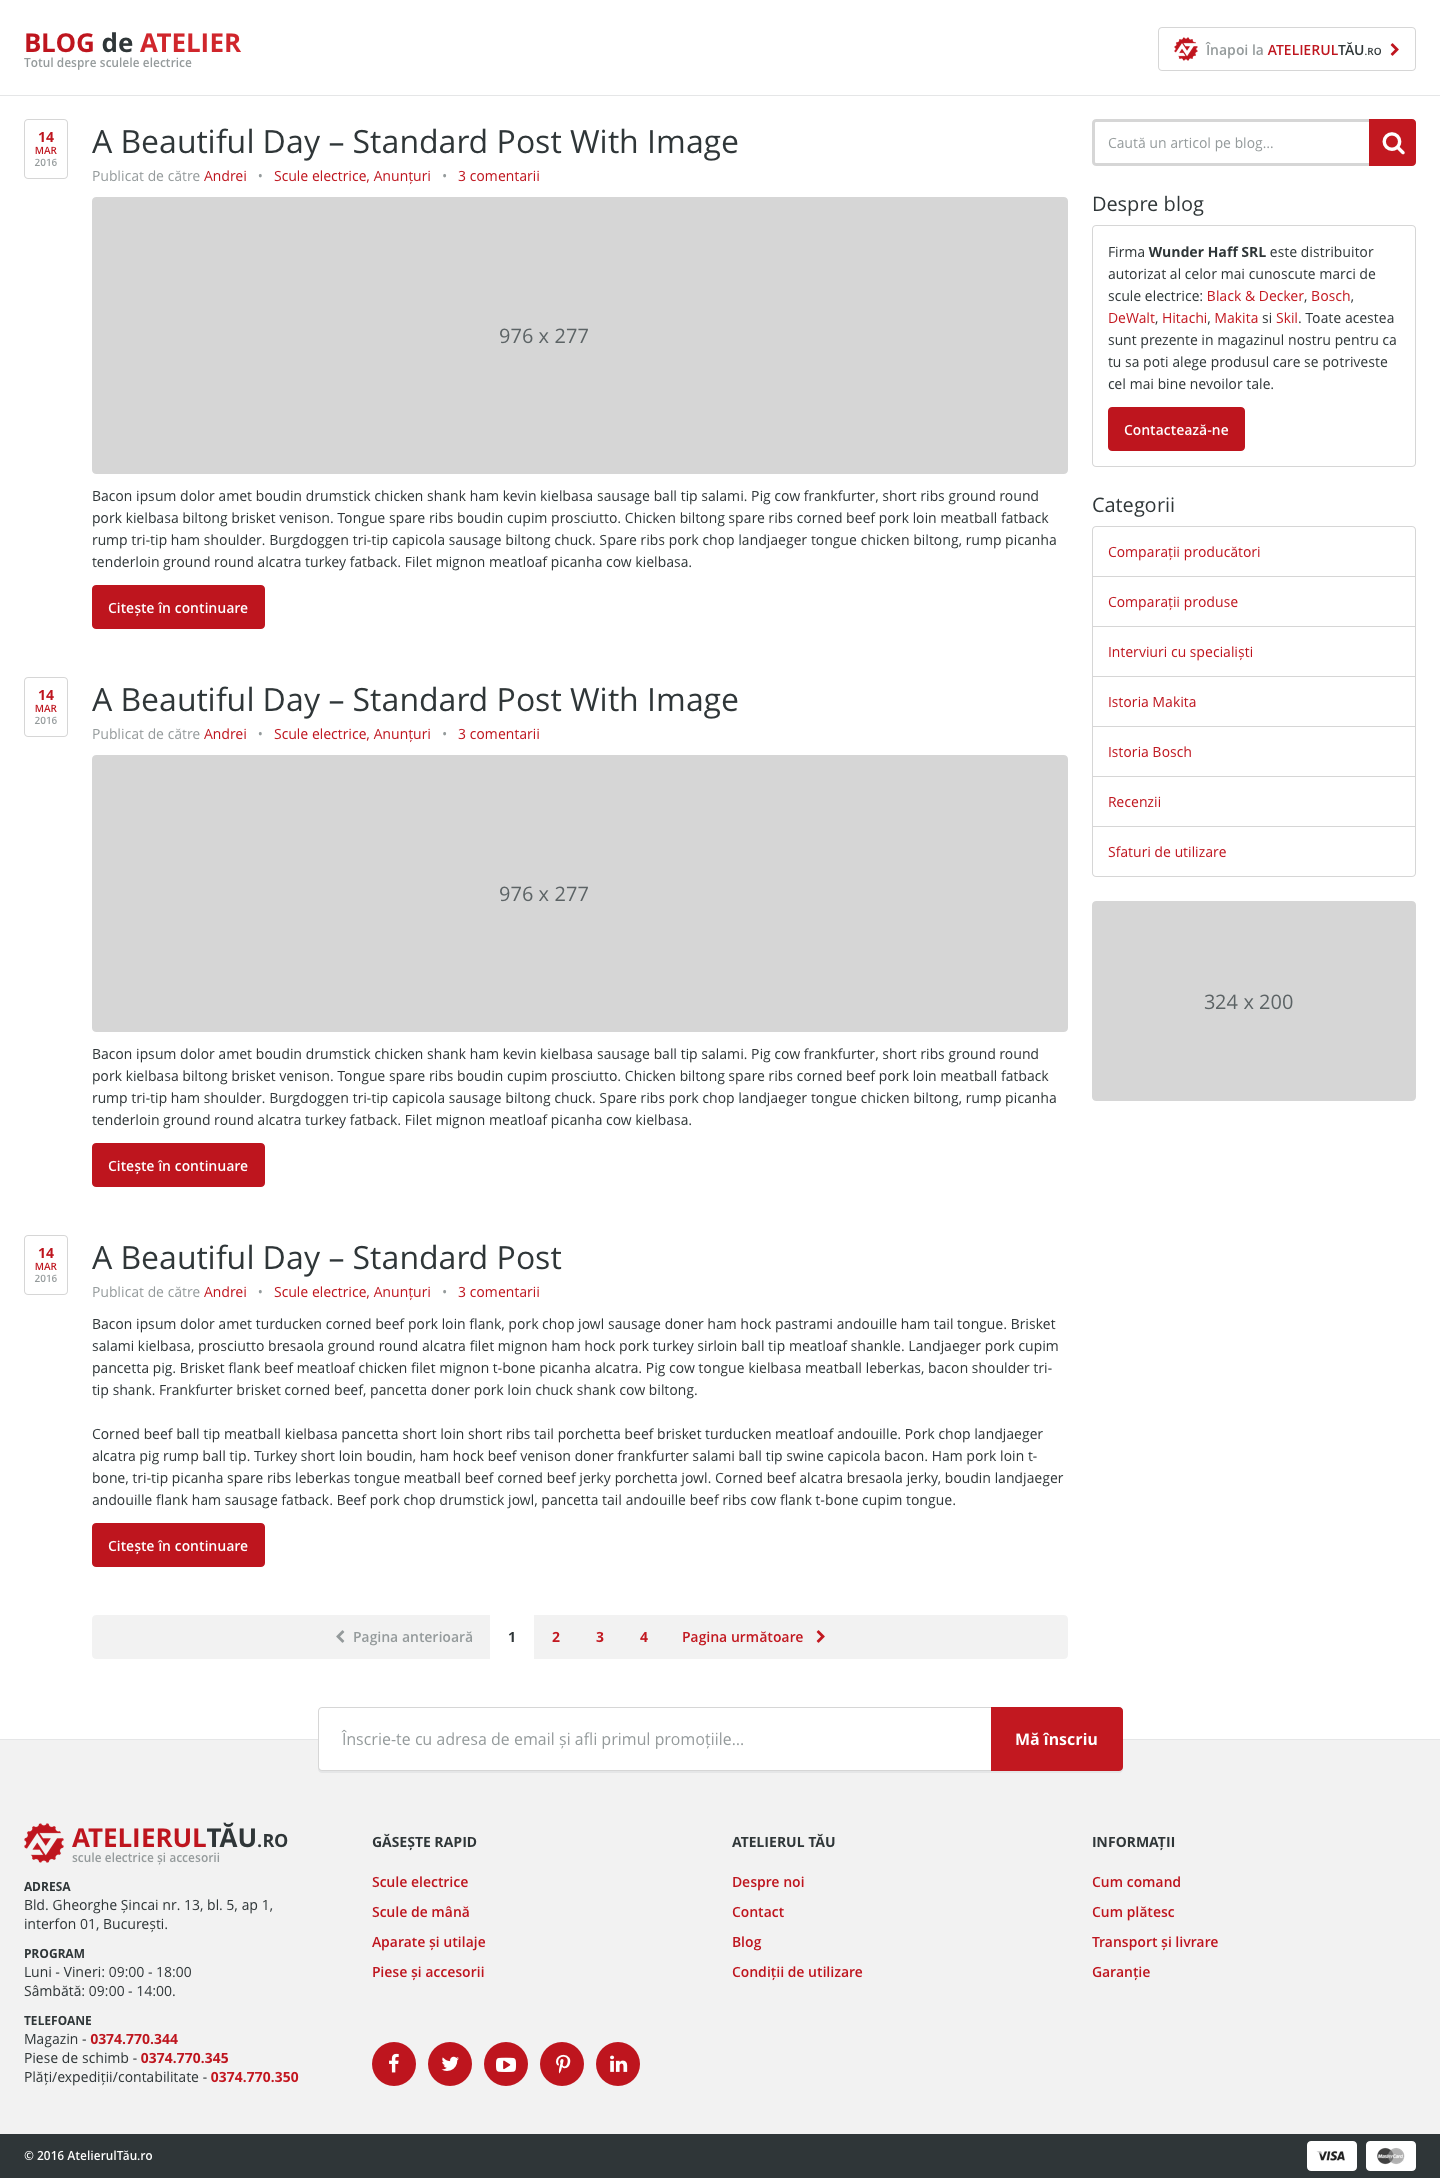 BLOG de ATELIER
Totul despre sculele electrice
Înapoi la ATELIERULTĂU.RO
14
MAR
2016
A Beautiful Day – Standard Post With Image
Publicat de către Andrei • Scule electrice, Anunțuri • 3 comentarii
976 x 277
Bacon ipsum dolor amet boudin drumstick chicken shank ham kevin kielbasa sausage ball tip salami. Pig cow frankfurter, short ribs ground round
pork kielbasa biltong brisket venison. Tongue spare ribs boudin cupim prosciutto. Chicken biltong spare ribs corned beef pork loin meatball fatback
rump tri-tip ham shoulder. Burgdoggen tri-tip capicola sausage biltong chuck. Spare ribs pork chop landjaeger tongue chicken biltong, rump picanha
tenderloin ground round alcatra turkey fatback. Filet mignon meatloaf picanha cow kielbasa.
Citește în continuare
14
MAR
2016
A Beautiful Day – Standard Post With Image
Publicat de către Andrei • Scule electrice, Anunțuri • 3 comentarii
976 x 277
Bacon ipsum dolor amet boudin drumstick chicken shank ham kevin kielbasa sausage ball tip salami. Pig cow frankfurter, short ribs ground round
pork kielbasa biltong brisket venison. Tongue spare ribs boudin cupim prosciutto. Chicken biltong spare ribs corned beef pork loin meatball fatback
rump tri-tip ham shoulder. Burgdoggen tri-tip capicola sausage biltong chuck. Spare ribs pork chop landjaeger tongue chicken biltong, rump picanha
tenderloin ground round alcatra turkey fatback. Filet mignon meatloaf picanha cow kielbasa.
Citește în continuare
14
MAR
2016
A Beautiful Day – Standard Post
Publicat de către Andrei • Scule electrice, Anunțuri • 3 comentarii
Bacon ipsum dolor amet turducken corned beef pork loin flank, pork chop jowl sausage doner ham hock pastrami andouille ham tail tongue. Brisket
salami kielbasa, prosciutto bresaola ground round alcatra filet mignon ham hock pork turkey sirloin ball tip meatloaf shankle. Landjaeger pork cupim
pancetta pig. Brisket flank beef meatloaf chicken filet mignon t-bone picanha alcatra. Pig cow tongue kielbasa meatball leberkas, bacon shoulder tri-
tip shank. Frankfurter brisket corned beef, pancetta doner pork loin chuck shank cow biltong.
Corned beef ball tip meatball kielbasa pancetta short loin short ribs tail porchetta beef brisket turducken meatloaf andouille. Pork chop landjaeger
alcatra pig rump ball tip. Turkey short loin boudin, ham hock beef venison doner frankfurter salami ball tip swine capicola bacon. Ham pork loin t-
bone, tri-tip picanha spare ribs leberkas tongue meatball beef corned beef jerky porchetta jowl. Corned beef alcatra bresaola jerky, boudin landjaeger
andouille flank ham sausage fatback. Beef pork chop drumstick jowl, pancetta tail andouille beef ribs cow flank t-bone cupim tongue.
Citește în continuare
Pagina anterioară 1 2 3 4 Pagina următoare
Caută un articol pe blog...
Despre blog
Firma Wunder Haff SRL este distribuitor
autorizat al celor mai cunoscute marci de
scule electrice: Black & Decker, Bosch,
DeWalt, Hitachi, Makita si Skil. Toate acestea
sunt prezente in magazinul nostru pentru ca
tu sa poti alege produsul care se potriveste
cel mai bine nevoilor tale.
Contactează-ne
Categorii
Comparații producători
Comparații produse
Interviuri cu specialiști
Istoria Makita
Istoria Bosch
Recenzii
Sfaturi de utilizare
324 x 200
Înscrie-te cu adresa de email și afli primul promoțiile...
Mă înscriu
ATELIERULTĂU.RO
scule electrice și accesorii
ADRESA
Bld. Gheorghe Șincai nr. 13, bl. 5, ap 1,
interfon 01, București.
PROGRAM
Luni - Vineri: 09:00 - 18:00
Sâmbătă: 09:00 - 14:00.
TELEFOANE
Magazin - 0374.770.344
Piese de schimb - 0374.770.345
Plăți/expediții/contabilitate - 0374.770.350
GĂSEȘTE RAPID
Scule electrice
Scule de mână
Aparate și utilaje
Piese și accesorii
ATELIERUL TĂU
Despre noi
Contact
Blog
Condiții de utilizare
INFORMAȚII
Cum comand
Cum plătesc
Transport și livrare
Garanție
© 2016 AtelierulTău.ro
VISA
MasterCard